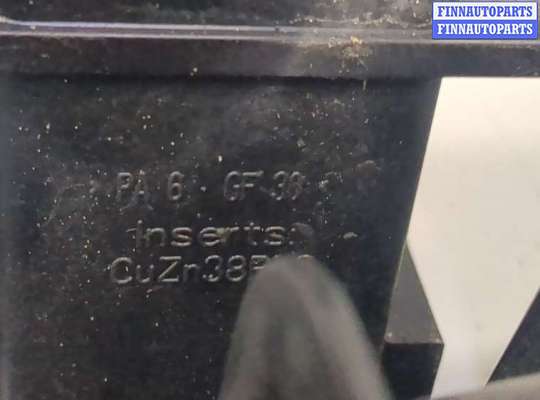 FINNAUTOPARTS
FINNAUTOPARTS
PA 6 - GF 30
Inserts: